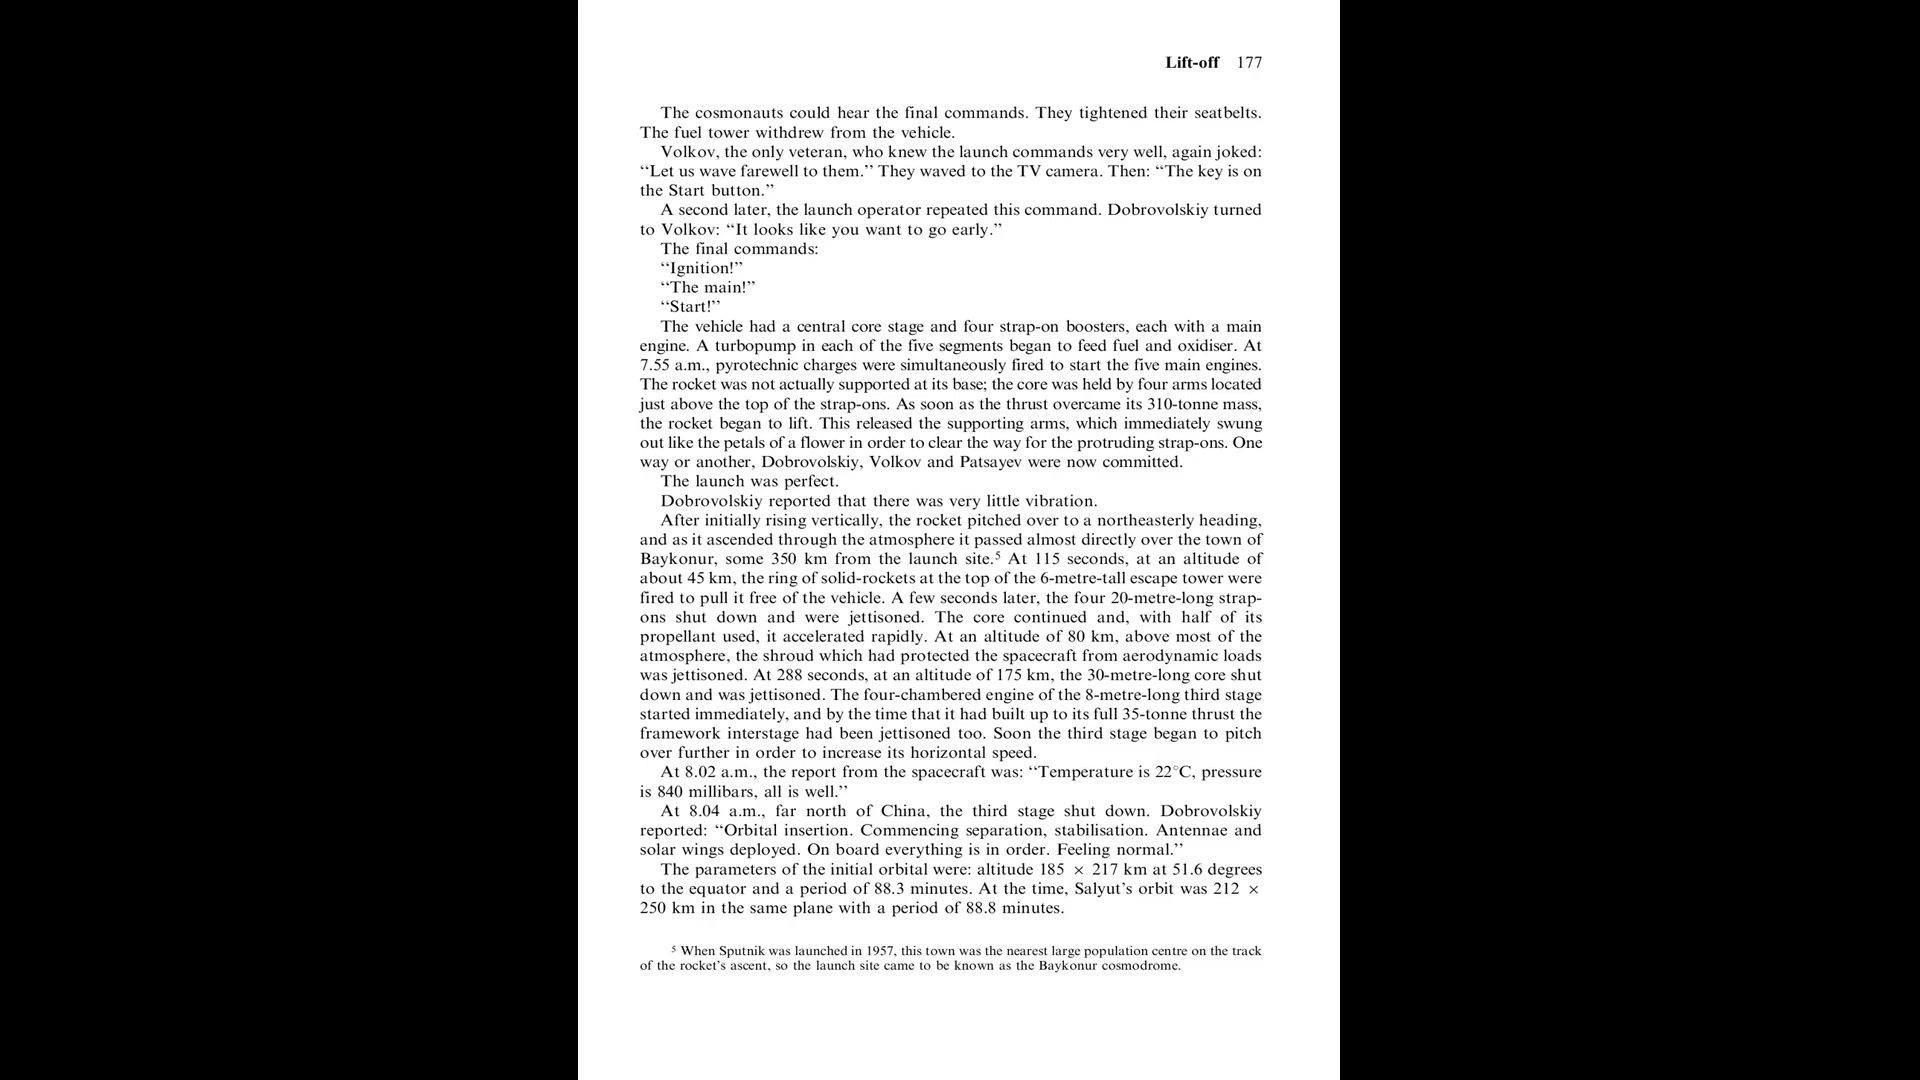 Lift-off 177
The cosmonauts could hear the final commands. They tightened their seatbelts.
The fuel tower withdrew from the vehicle.
Volkov, the only veteran, who knew the launch commands very well, again joked:
‘‘Let us wave farewell to them.’’ They waved to the TV camera. Then: ‘‘The key is on
the Start button.’’
A second later, the launch operator repeated this command. Dobrovolskiy turned
to Volkov: ‘‘It looks like you want to go early.’’
The final commands:
‘‘Ignition!’’
‘‘The main!’’
‘‘Start!’’
The vehicle had a central core stage and four strap-on boosters, each with a main
engine. A turbopump in each of the five segments began to feed fuel and oxidiser. At
7.55 a.m., pyrotechnic charges were simultaneously fired to start the five main engines.
The rocket was not actually supported at its base; the core was held by four arms located
just above the top of the strap-ons. As soon as the thrust overcame its 310-tonne mass,
the rocket began to lift. This released the supporting arms, which immediately swung
out like the petals of a flower in order to clear the way for the protruding strap-ons. One
way or another, Dobrovolskiy, Volkov and Patsayev were now committed.
The launch was perfect.
Dobrovolskiy reported that there was very little vibration.
After initially rising vertically, the rocket pitched over to a northeasterly heading,
and as it ascended through the atmosphere it passed almost directly over the town of
Baykonur, some 350 km from the launch site.⁵ At 115 seconds, at an altitude of
about 45 km, the ring of solid-rockets at the top of the 6-metre-tall escape tower were
fired to pull it free of the vehicle. A few seconds later, the four 20-metre-long strap-
ons shut down and were jettisoned. The core continued and, with half of its
propellant used, it accelerated rapidly. At an altitude of 80 km, above most of the
atmosphere, the shroud which had protected the spacecraft from aerodynamic loads
was jettisoned. At 288 seconds, at an altitude of 175 km, the 30-metre-long core shut
down and was jettisoned. The four-chambered engine of the 8-metre-long third stage
started immediately, and by the time that it had built up to its full 35-tonne thrust the
framework interstage had been jettisoned too. Soon the third stage began to pitch
over further in order to increase its horizontal speed.
At 8.02 a.m., the report from the spacecraft was: ‘‘Temperature is 22°C, pressure
is 840 millibars, all is well.’’
At 8.04 a.m., far north of China, the third stage shut down. Dobrovolskiy
reported: ‘‘Orbital insertion. Commencing separation, stabilisation. Antennae and
solar wings deployed. On board everything is in order. Feeling normal.’’
The parameters of the initial orbital were: altitude 185 × 217 km at 51.6 degrees
to the equator and a period of 88.3 minutes. At the time, Salyut’s orbit was 212 ×
250 km in the same plane with a period of 88.8 minutes.
⁵ When Sputnik was launched in 1957, this town was the nearest large population centre on the track
of the rocket’s ascent, so the launch site came to be known as the Baykonur cosmodrome.